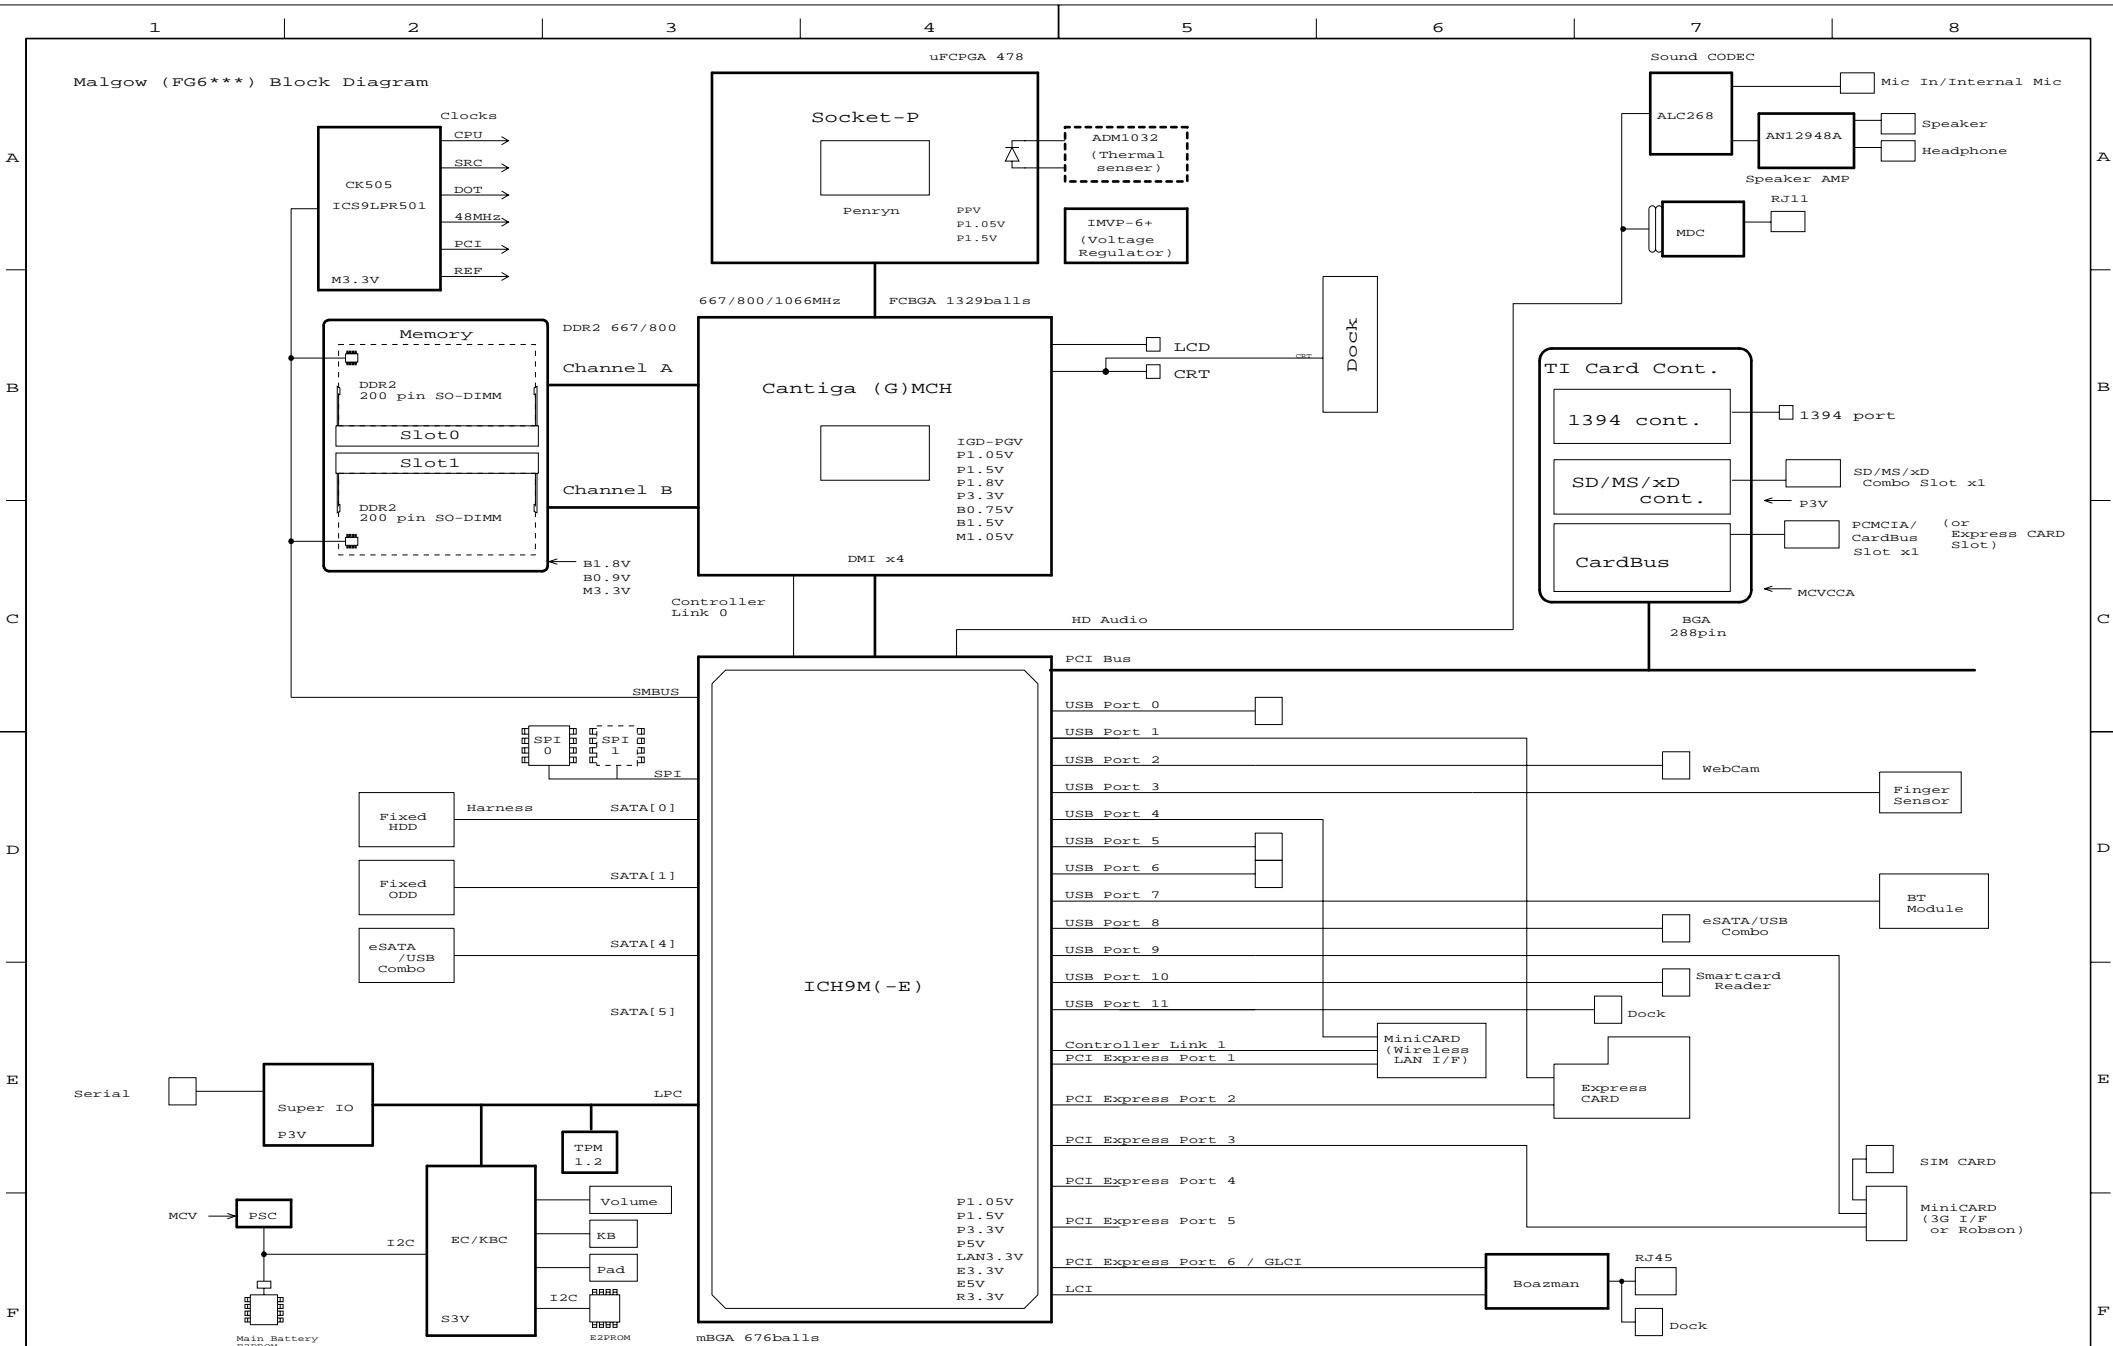 1 2 3 4 5 6 7 8
Malgow (FG6***) Block Diagram
uFCPGA 478
Socket-P
Penryn
PPV
P1.05V
P1.5V
ADM1032
(Thermal
senser)
IMVP-6+
(Voltage
Regulator)
Clocks
CPU
SRC
DOT
48MHz
PCI
REF
CK505
ICS9LPR501
M3.3V
Sound CODEC
ALC268
Mic In/Internal Mic
AN12948A
Speaker
Headphone
Speaker AMP
RJ11
MDC
A
A
667/800/1066MHz
FCBGA 1329balls
Memory
DDR2 667/800
DDR2
200 pin SO-DIMM
Slot0
Slot1
DDR2
200 pin SO-DIMM
Channel A
Channel B
B1.8V
B0.9V
M3.3V
Cantiga (G)MCH
IGD-PGV
P1.05V
P1.5V
P1.8V
P3.3V
B0.75V
B1.5V
M1.05V
DMI x4
LCD
CRT
CRT
Dock
TI Card Cont.
1394 cont.
1394 port
SD/MS/xD
cont.
SD/MS/xD
Combo Slot x1
P3V
CardBus
PCMCIA/
CardBus
Slot x1
(or
Express CARD
Slot)
MCVCCA
BGA
288pin
B
B
Controller
Link 0
HD Audio
PCI Bus
SMBUS
C
C
SPI
0
SPI
1
SPI
Fixed
HDD
Harness
SATA[0]
Fixed
ODD
SATA[1]
eSATA
/USB
Combo
SATA[4]
SATA[5]
D
D
ICH9M(-E)
USB Port 0
USB Port 1
USB Port 2
WebCam
USB Port 3
Finger
Sensor
USB Port 4
USB Port 5
USB Port 6
USB Port 7
BT
Module
USB Port 8
eSATA/USB
Combo
USB Port 9
USB Port 10
Smartcard
Reader
USB Port 11
Dock
Controller Link 1
PCI Express Port 1
MiniCARD
(Wireless
LAN I/F)
PCI Express Port 2
Express
CARD
PCI Express Port 3
PCI Express Port 4
PCI Express Port 5
PCI Express Port 6 / GLCI
LCI
SIM CARD
MiniCARD
(3G I/F
or Robson)
Boazman
RJ45
Dock
E
E
Serial
Super IO
P3V
LPC
TPM
1.2
MCV
PSC
I2C
EC/KBC
S3V
Volume
KB
Pad
I2C
E2PROM
Main Battery
E2PROM
P1.05V
P1.5V
P3.3V
P5V
LAN3.3V
E3.3V
E5V
R3.3V
mBGA 676balls
F
F